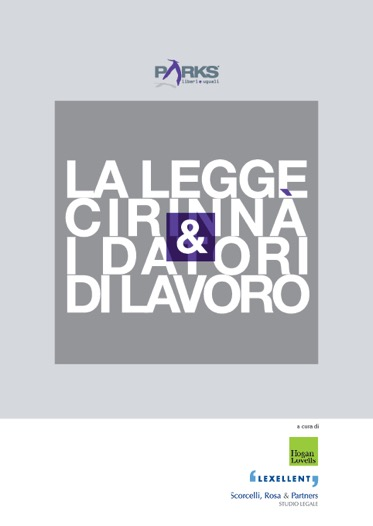 PARKS
liberi e uguali
LA LEGGE
CIRINNÀ
&
I DATORI
DI LAVORO
a cura di
Hogan
Lovells
LEXELLENT
Scorcelli, Rosa & Partners
STUDIO LEGALE